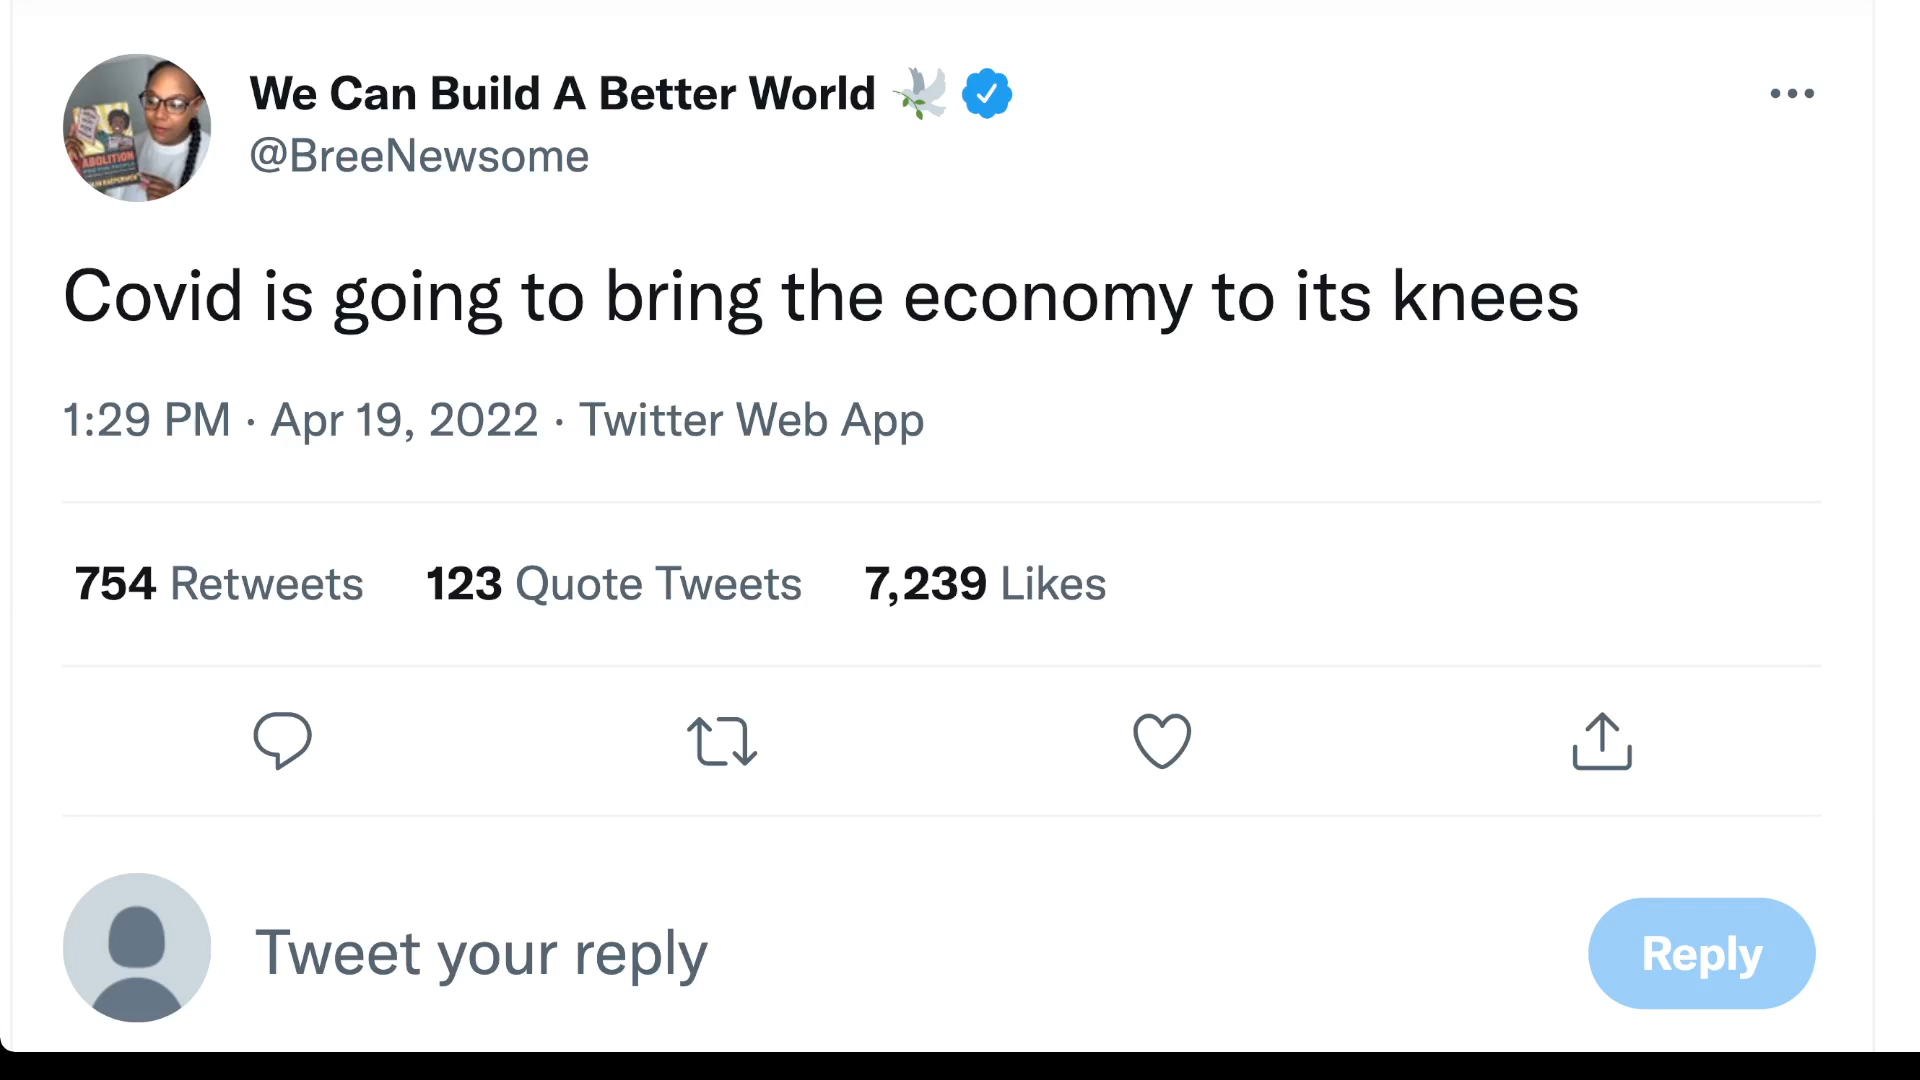 We Can Build A Better World 🕊️
@BreeNewsome
Covid is going to bring the economy to its knees
1:29 PM · Apr 19, 2022 · Twitter Web App
754 Retweets 123 Quote Tweets 7,239 Likes
Tweet your reply
Reply
ABOLITION